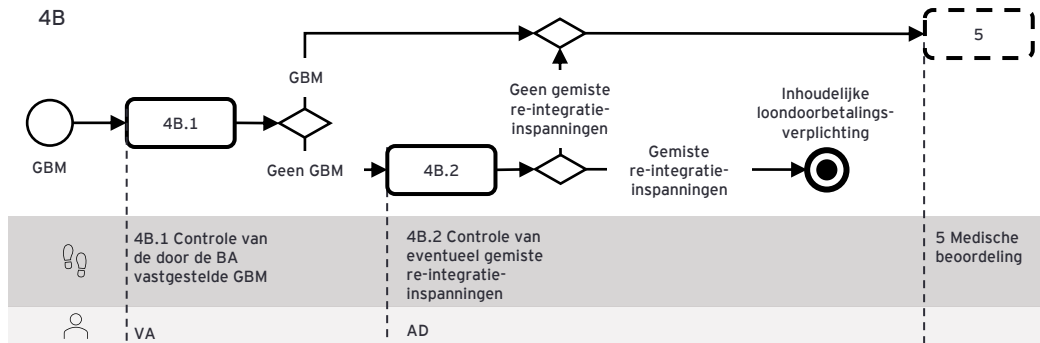 4B
5
GBM
Geen gemiste
re-integratie-
inspanningen
Inhoudelijke
loondoorbetalings-
verplichting
4B.1
GBM
Geen GBM
4B.2
Gemiste
re-integratie-
inspanningen
4B.1 Controle van
de door de BA
vastgestelde GBM
4B.2 Controle van
eventueel gemiste
re-integratie-
inspanningen
5 Medische
beoordeling
VA
AD